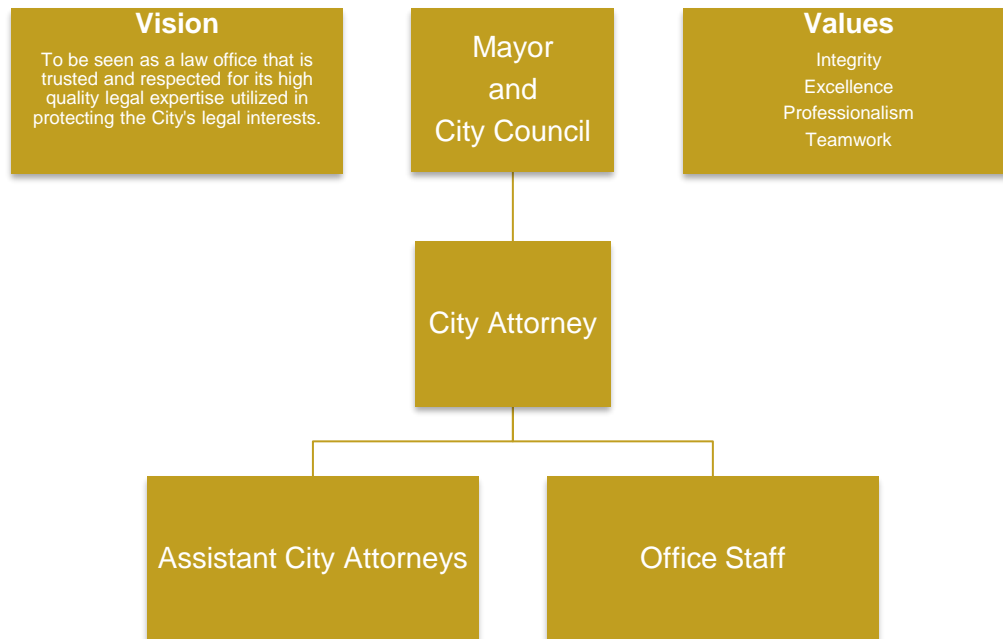 Vision
To be seen as a law office that is
trusted and respected for its high
quality legal expertise utilized in
protecting the City's legal interests.
Mayor
and
City Council
Values
Integrity
Excellence
Professionalism
Teamwork
City Attorney
Assistant City Attorneys
Office Staff